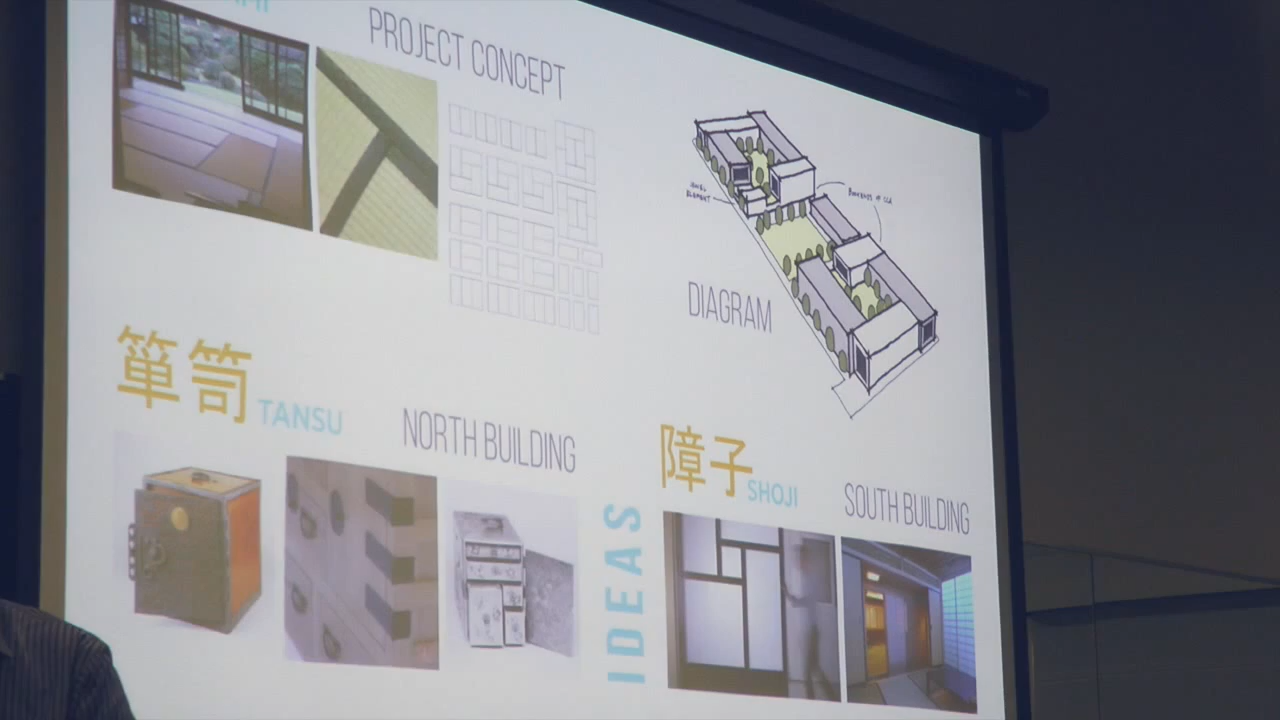 PROJECT CONCEPT
DIAGRAM
箪笥 TANSU
NORTH BUILDING
IDEAS
障子 SHOJI
SOUTH BUILDING